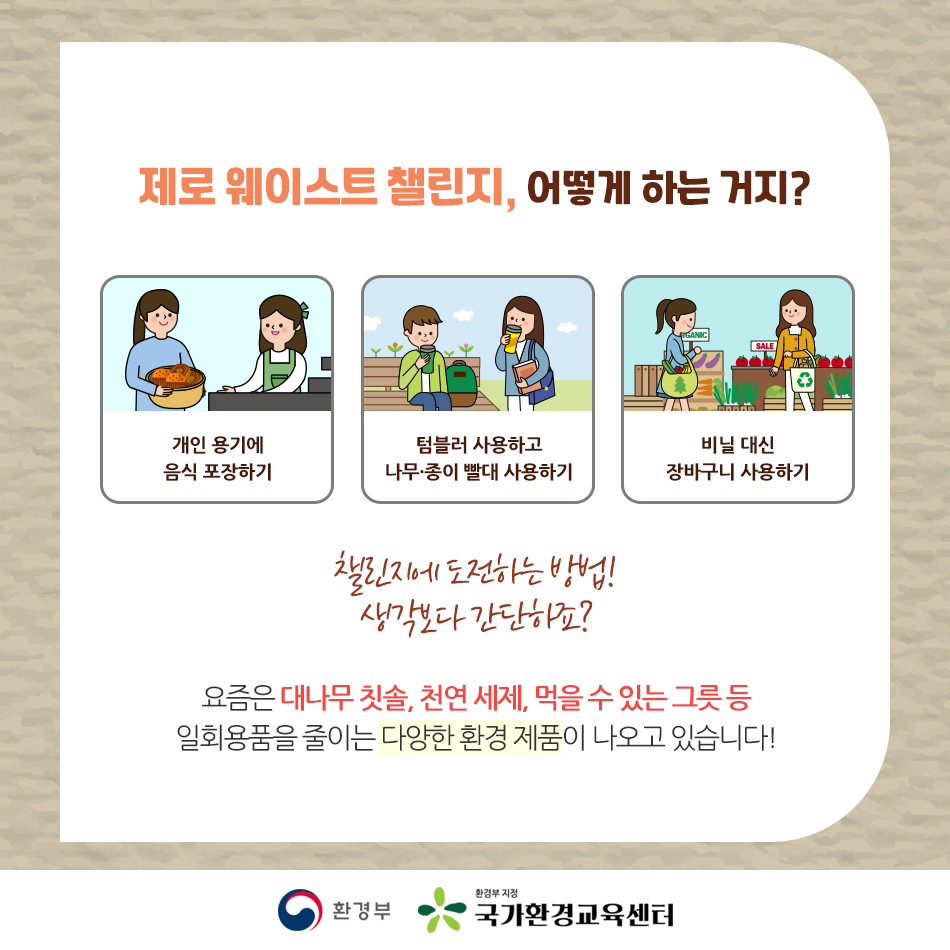 제로 웨이스트 챌린지, 어떻게 하는 거지?
GANIC
SALE
개인 용기에
음식 포장하기
텀블러 사용하고
나무·종이 빨대 사용하기
비닐 대신
장바구니 사용하기
챌린지에 도전하는 방법!
생각보다 간단하죠?
요즘은 대나무 칫솔, 천연 세제, 먹을 수 있는 그릇 등
일회용품을 줄이는 다양한 환경 제품이 나오고 있습니다!
환경부
환경부 지정
국가환경교육센터